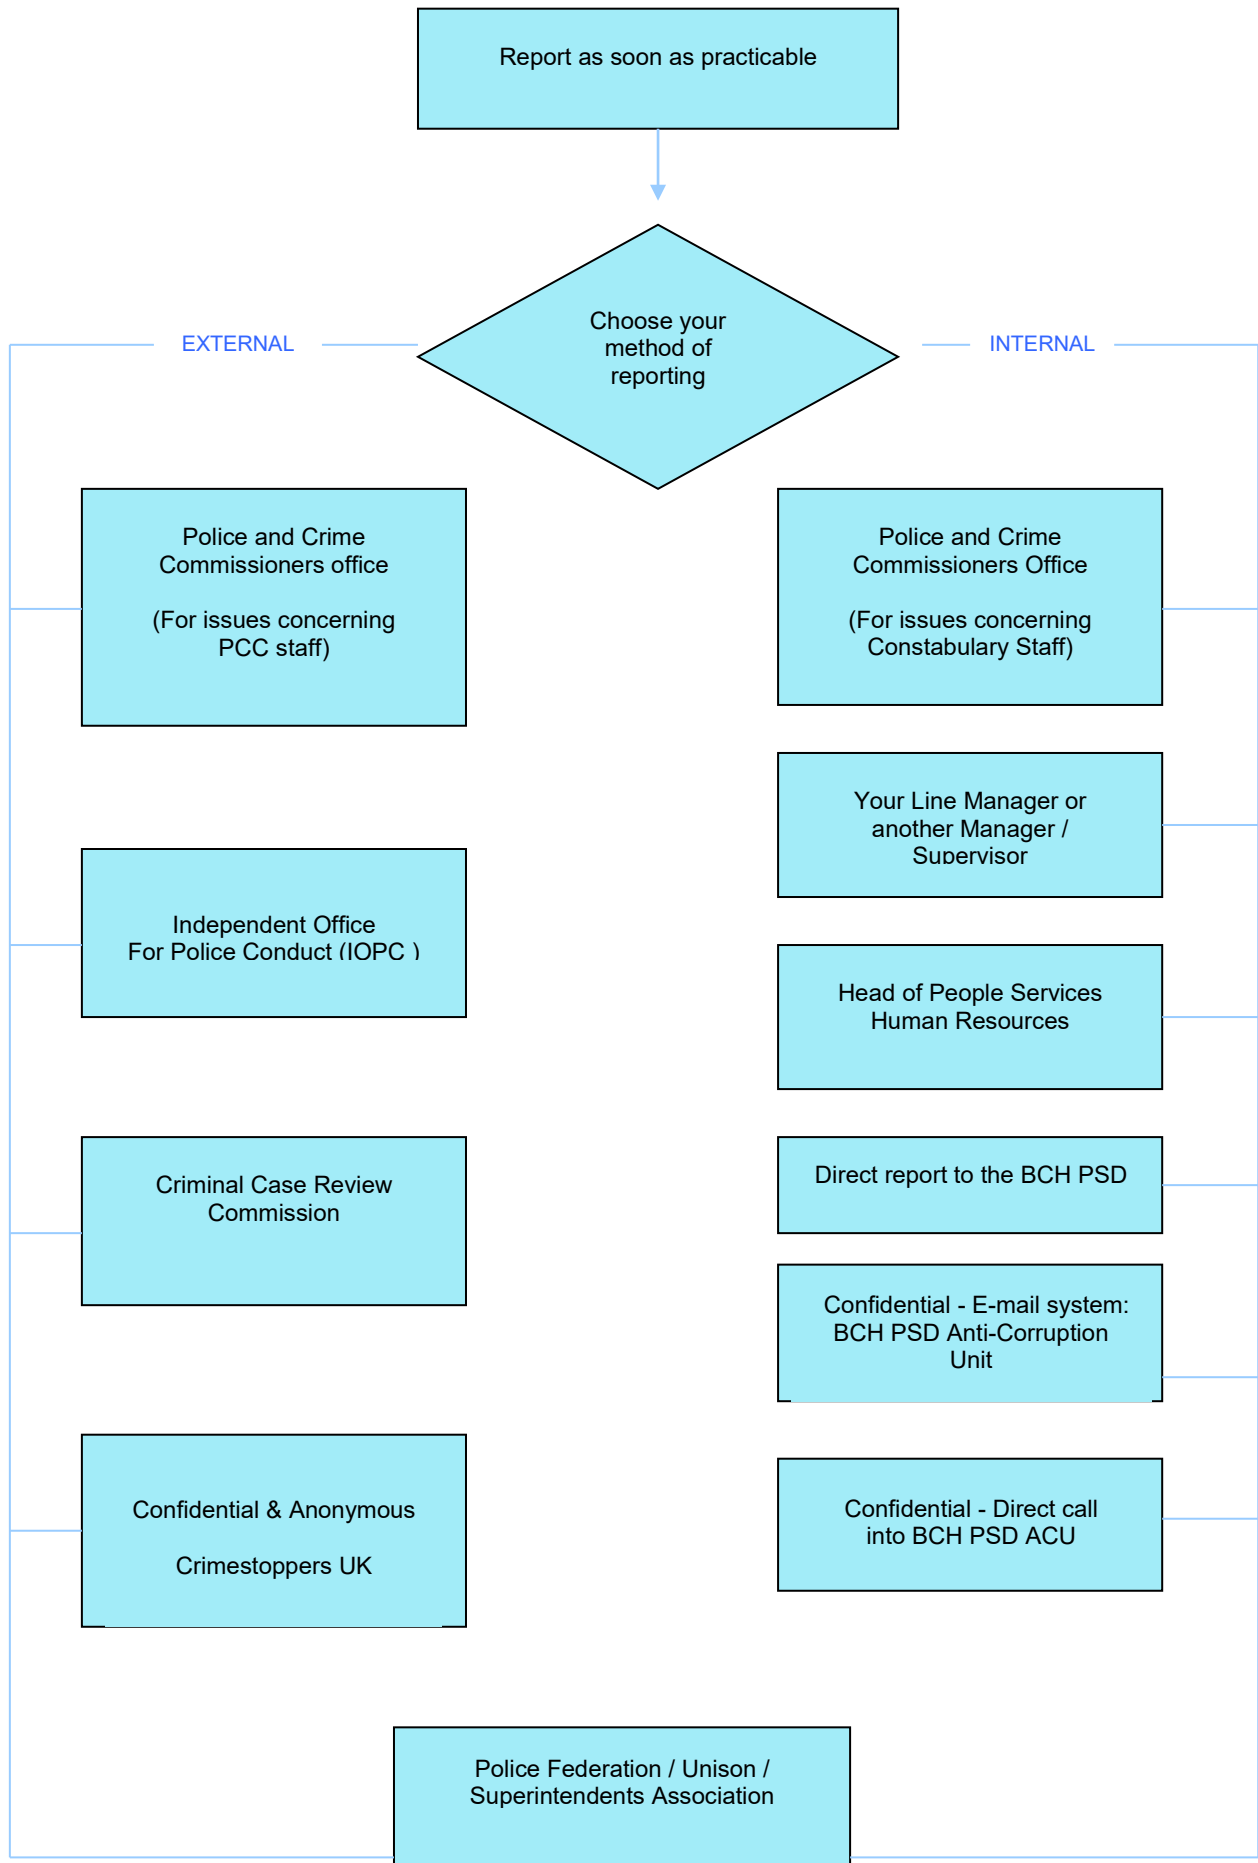 Report as soon as practicable
Choose your
method of
reporting
EXTERNAL
INTERNAL
Police and Crime
Commissioners office
(For issues concerning
PCC staff)
Independent Office
For Police Conduct (IOPC )
Criminal Case Review
Commission
Confidential & Anonymous
Crimestoppers UK
Police and Crime
Commissioners Office
(For issues concerning
Constabulary Staff)
Your Line Manager or
another Manager /
Supervisor
Head of People Services
Human Resources
Direct report to the BCH PSD
Confidential - E-mail system:
BCH PSD Anti-Corruption
Unit
Confidential - Direct call
into BCH PSD ACU
Police Federation / Unison /
Superintendents Association